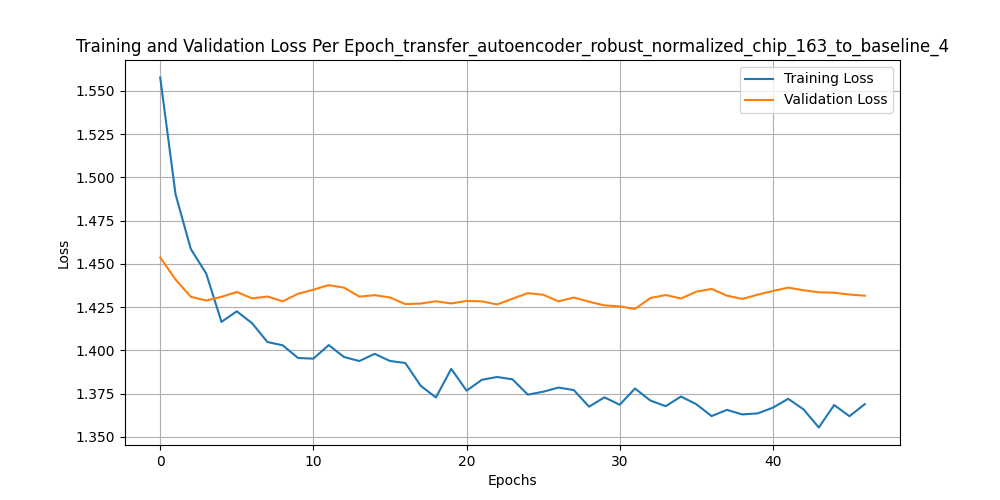 Training and Validation Loss Per Epoch_transfer_autoencoder_robust_normalized_chip_163_to_baseline_4
Training Loss
Validation Loss
1.550
1.525
1.500
1.475
1.450
1.425
1.400
1.375
1.350
Loss
0 10 20 30 40
Epochs